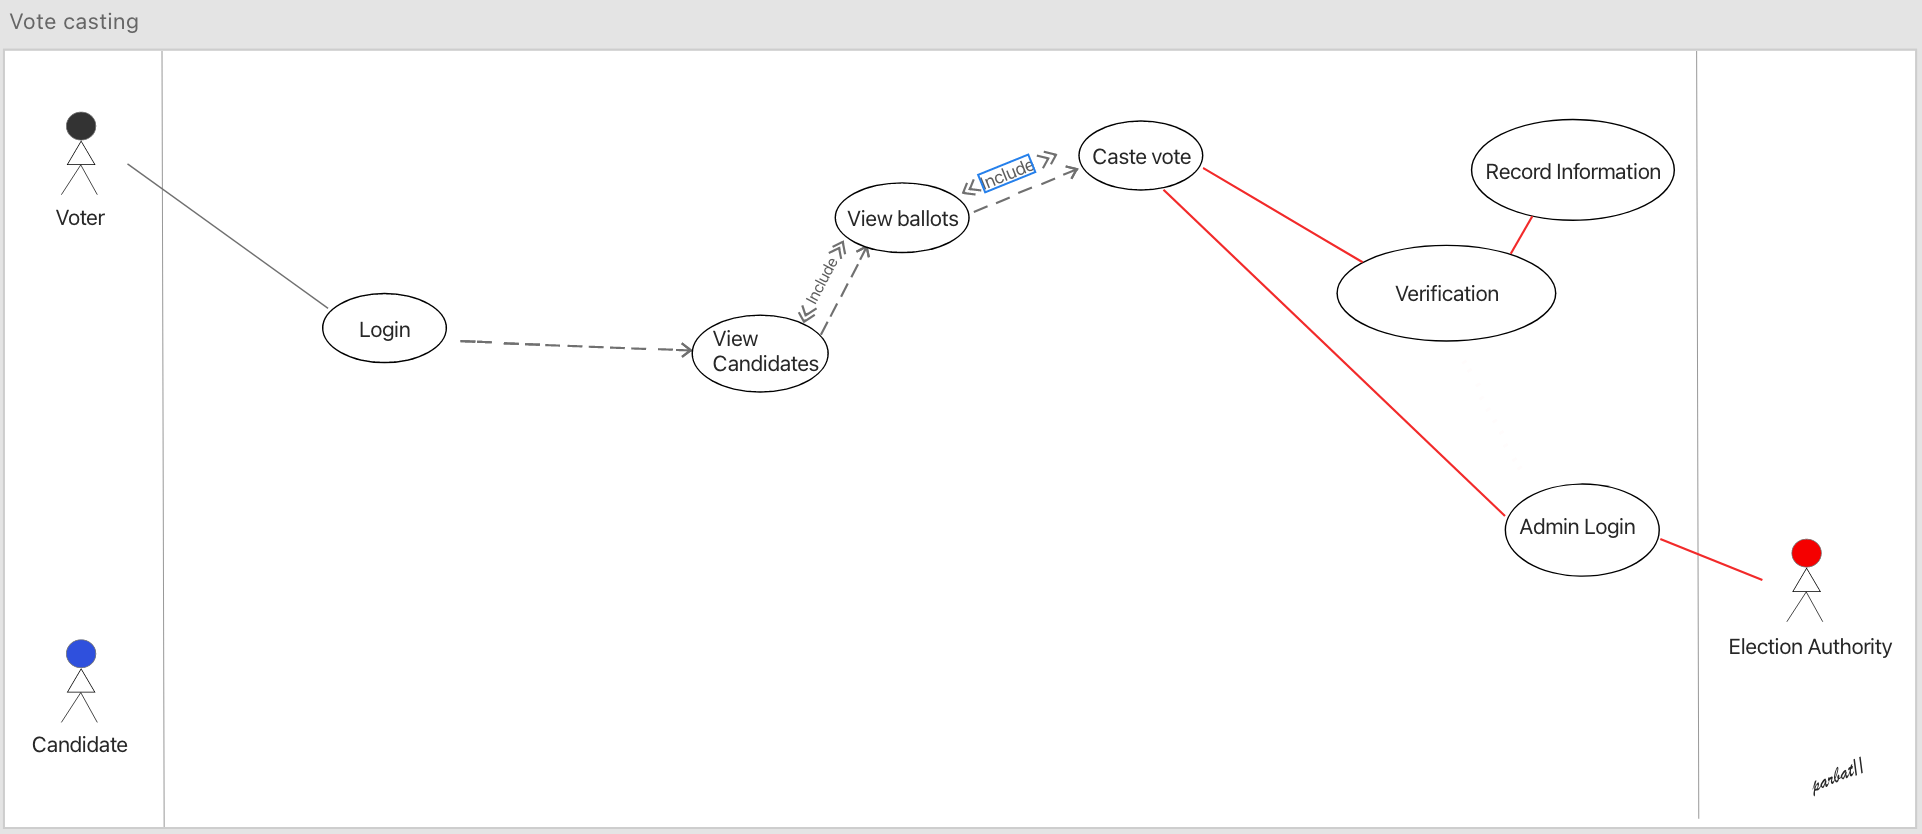 Vote casting
Voter
Login
View
Candidates
<<Include>>
View ballots
<<Include>>
Caste vote
Verification
Record Information
Admin Login
Election Authority
Candidate
parbat||